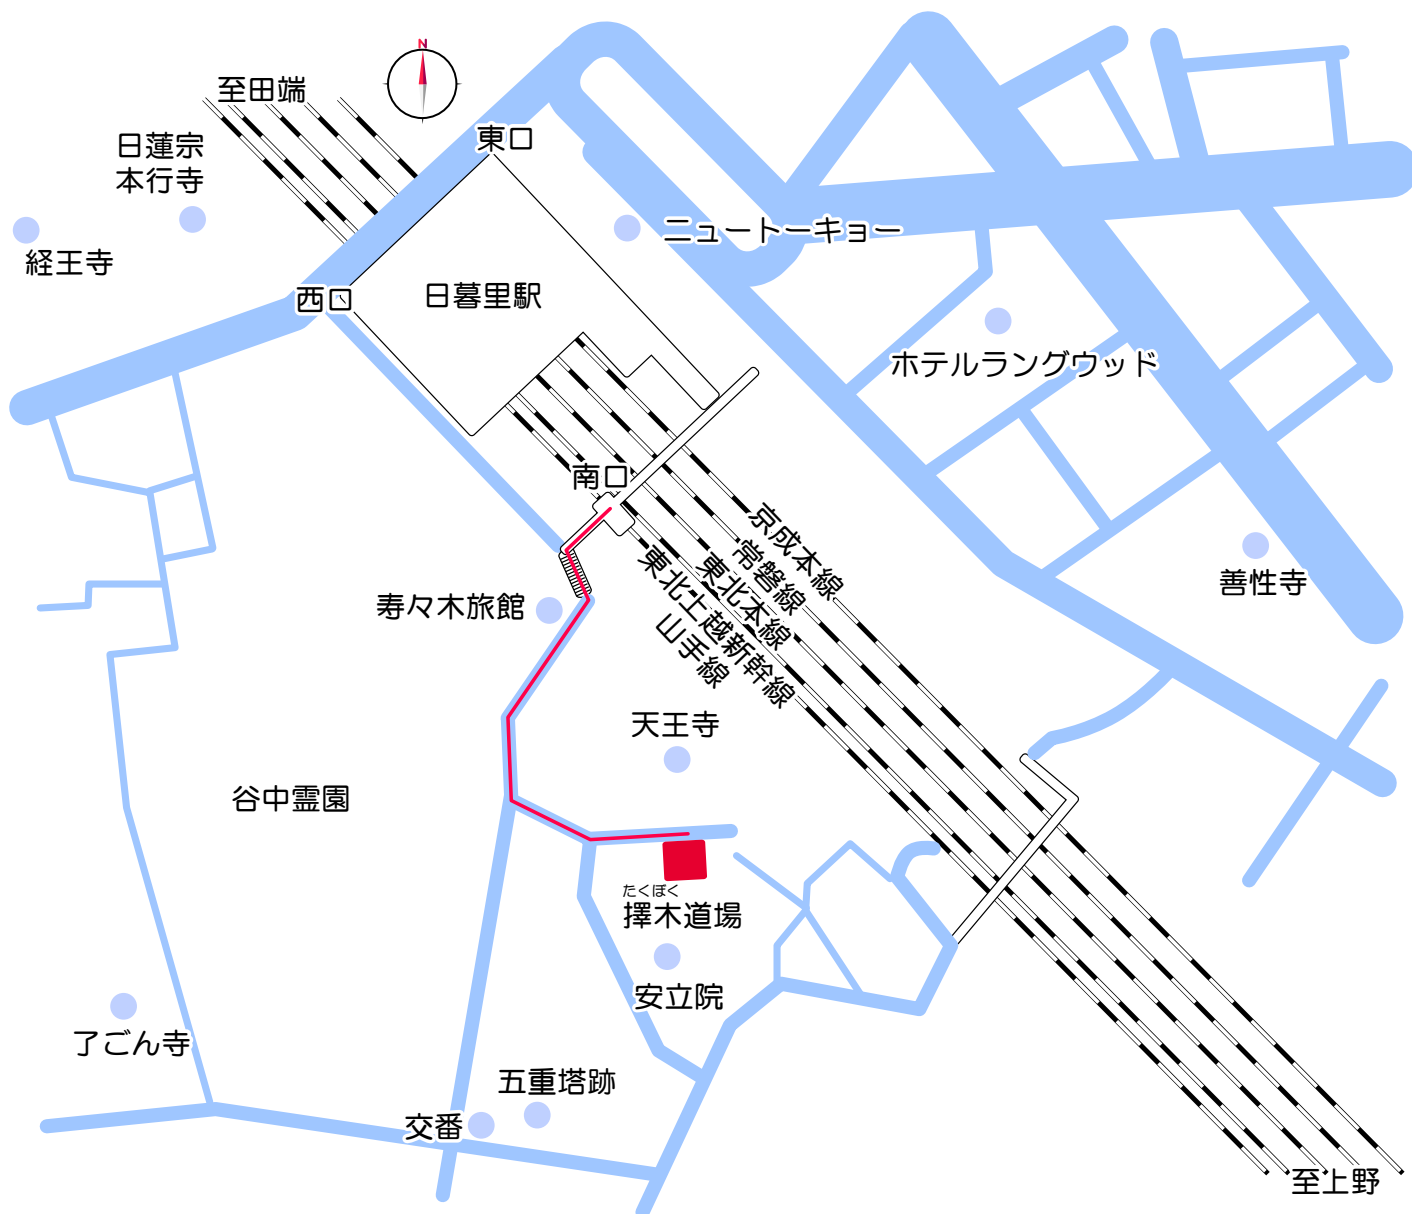 N
至田端
東口
日蓮宗
本行寺
ニュートーキョー
経王寺
西口
日暮里駅
ホテルラングウッド
南口
京成本線
常磐線
東北本線
東北上越新幹線
山手線
善性寺
寿々木旅館
天王寺
谷中霊園
たくぼく
擇木道場
安立院
了ごん寺
五重塔跡
交番
至上野